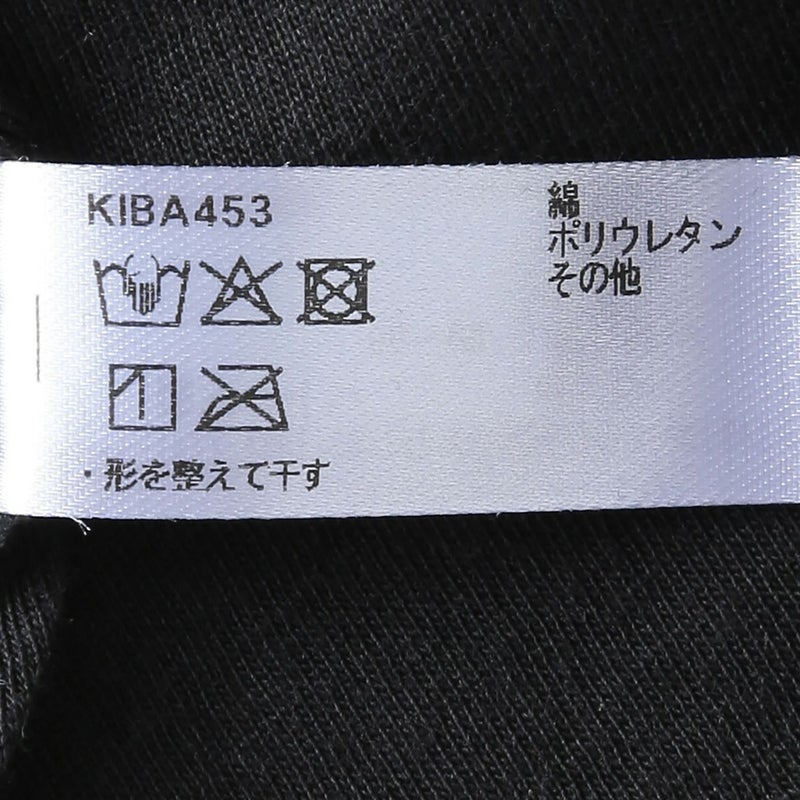 KIBA453
綿
ポリウレタン
その他
・形を整えて干す